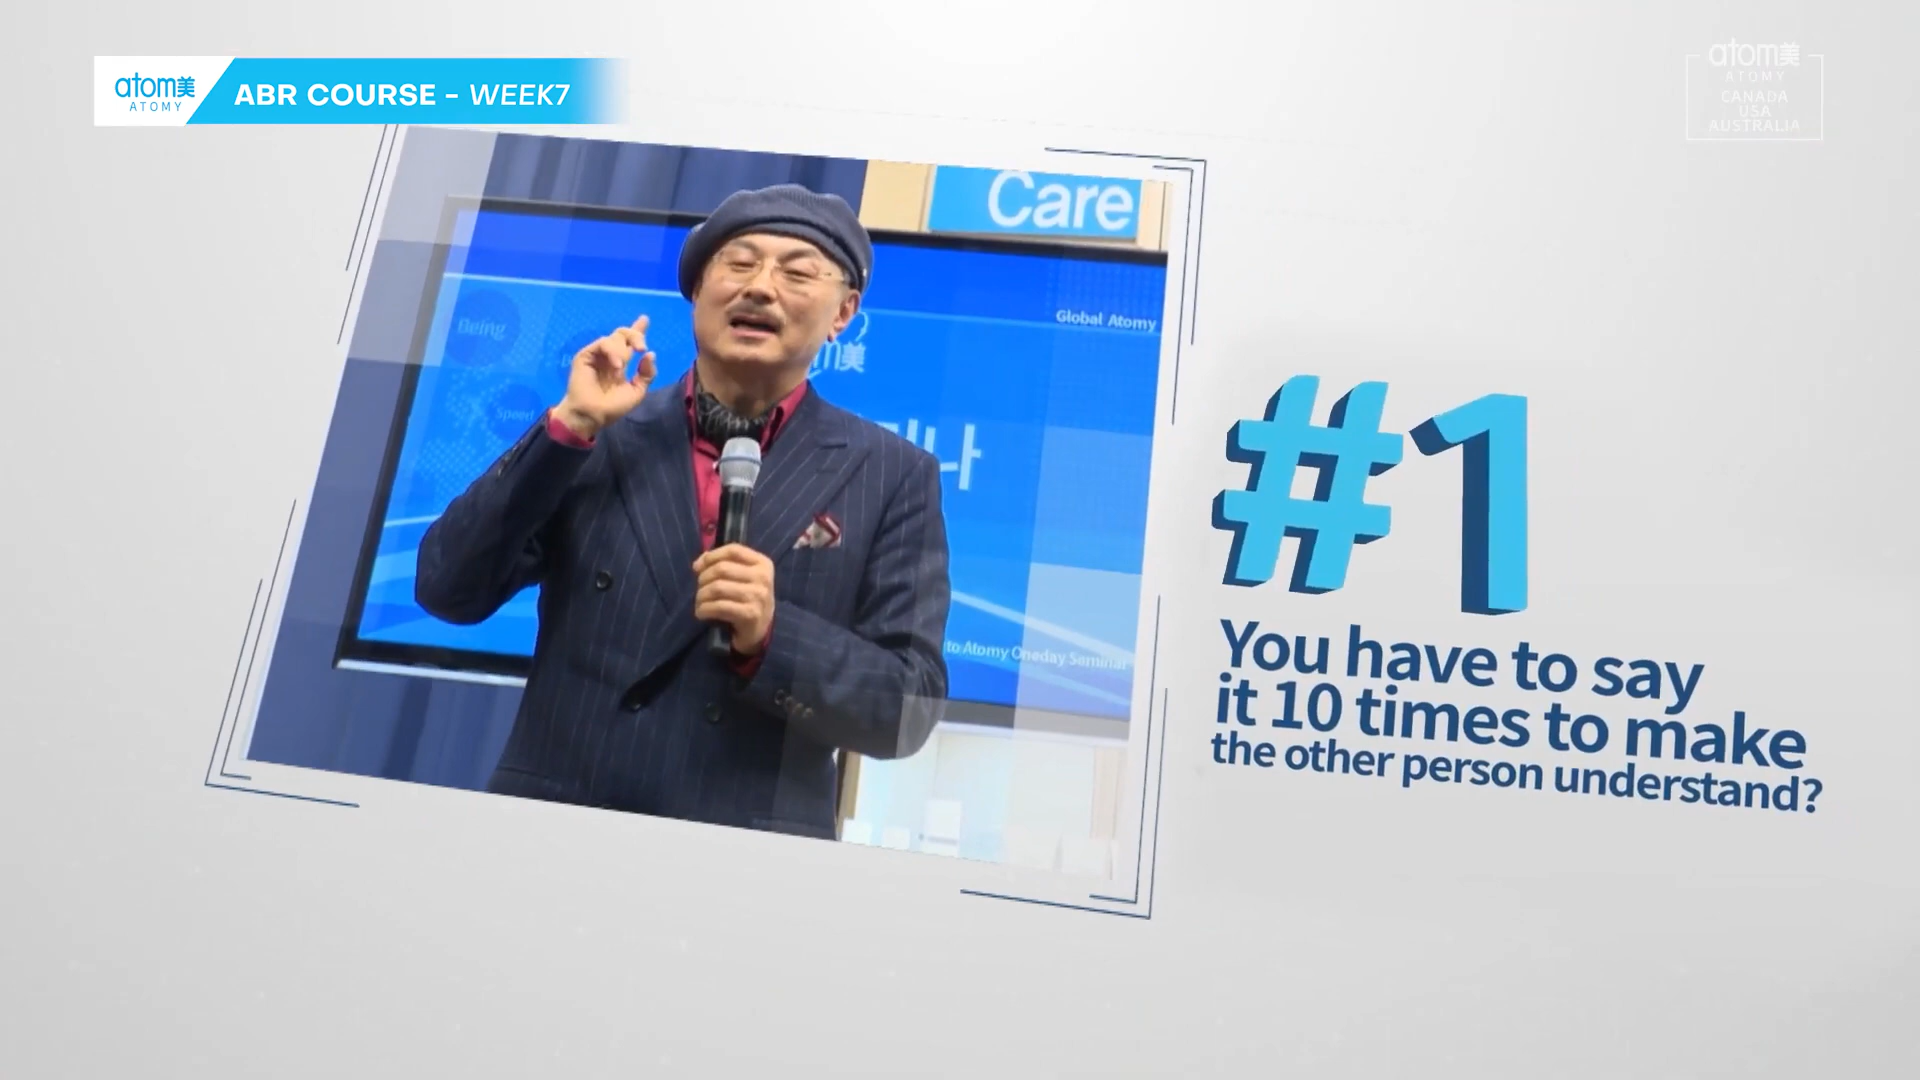 atom美
ATOMY
ABR COURSE - WEEK7
atom美
ATOMY
CANADA
USA
AUSTRALIA
Care
Global Atomy
Being
Speed
to Atomy Oneday Seminar
#1
You have to say
it 10 times to make
the other person understand?